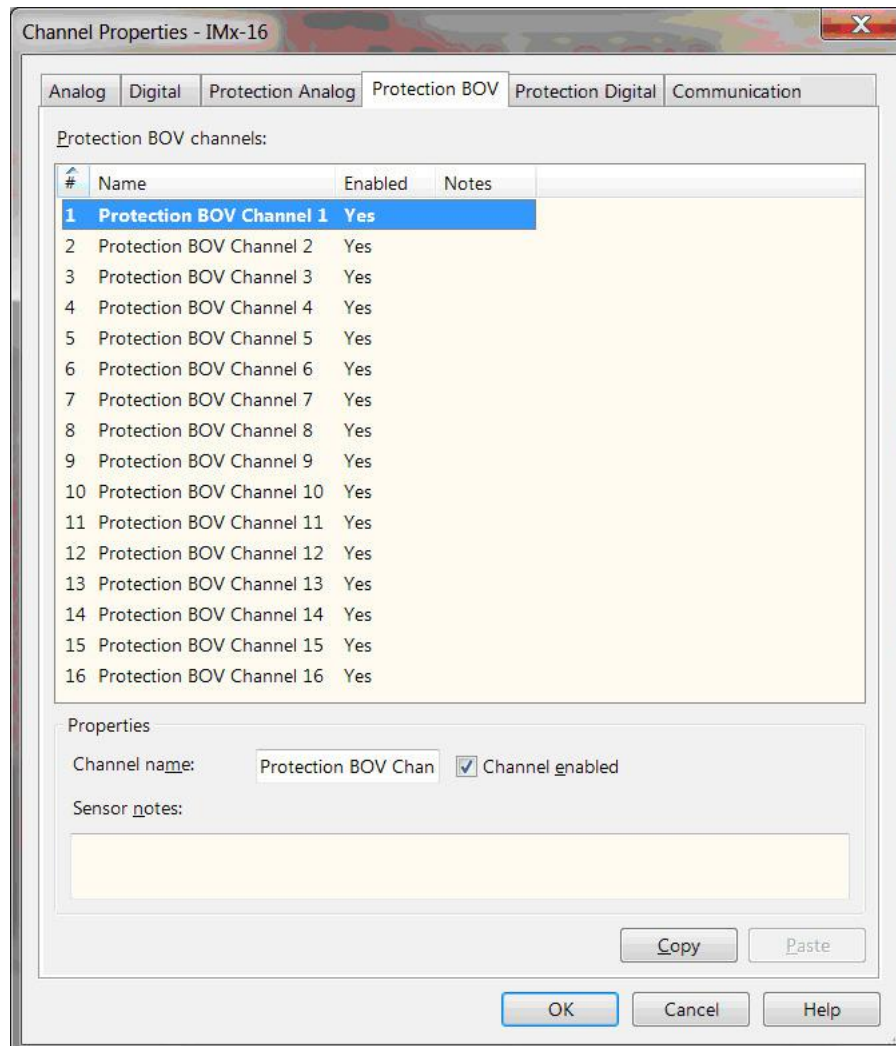 Channel Properties - IMx-16
X
Analog Digital Protection Analog Protection BOV Protection Digital Communication
Protection BOV channels:
# Name Enabled Notes
1 Protection BOV Channel 1 Yes
2 Protection BOV Channel 2 Yes
3 Protection BOV Channel 3 Yes
4 Protection BOV Channel 4 Yes
5 Protection BOV Channel 5 Yes
6 Protection BOV Channel 6 Yes
7 Protection BOV Channel 7 Yes
8 Protection BOV Channel 8 Yes
9 Protection BOV Channel 9 Yes
10 Protection BOV Channel 10 Yes
11 Protection BOV Channel 11 Yes
12 Protection BOV Channel 12 Yes
13 Protection BOV Channel 13 Yes
14 Protection BOV Channel 14 Yes
15 Protection BOV Channel 15 Yes
16 Protection BOV Channel 16 Yes
Properties
Channel name: Protection BOV Chan Channel enabled
Sensor notes:
Copy Paste
OK Cancel Help